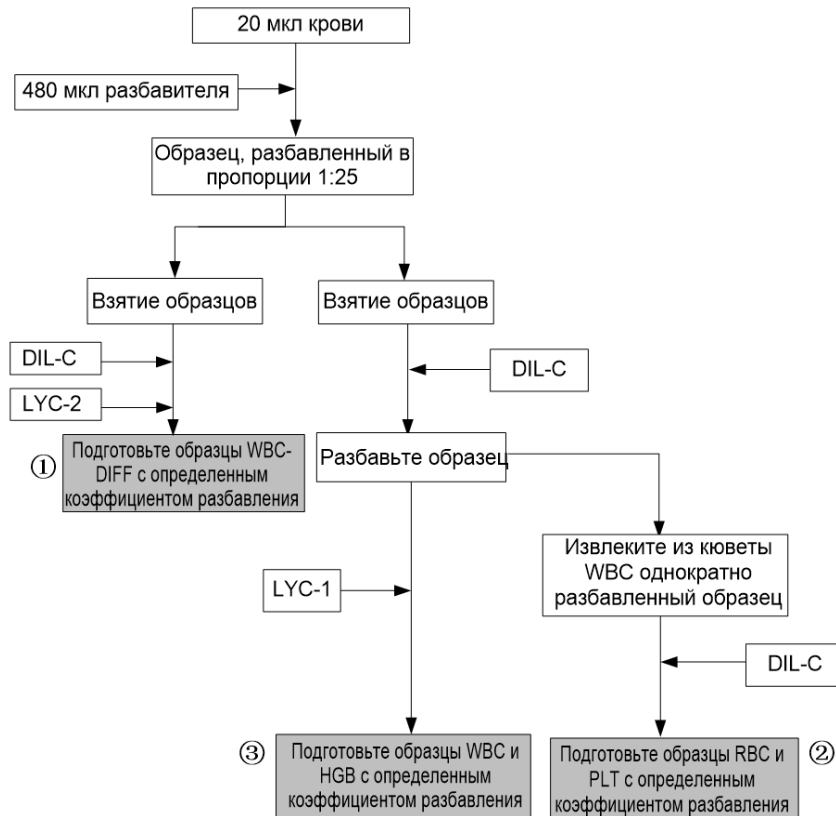 20 мкл крови
480 мкл разбавителя
Образец, разбавленный в
пропорции 1:25
Взятие образцов
Взятие образцов
DIL-C
DIL-C
LYC-2
①
Подготовьте образцы WBC-
DIFF с определенным
коэффициентом разбавления
Разбавьте образец
Извлеките из кюветы
WBC однократно
разбавленный образец
LYC-1
DIL-C
③
Подготовьте образцы WBC и
HGB с определенным
коэффициентом разбавления
Подготовьте образцы RBC и
PLT с определенным
коэффициентом разбавления
②